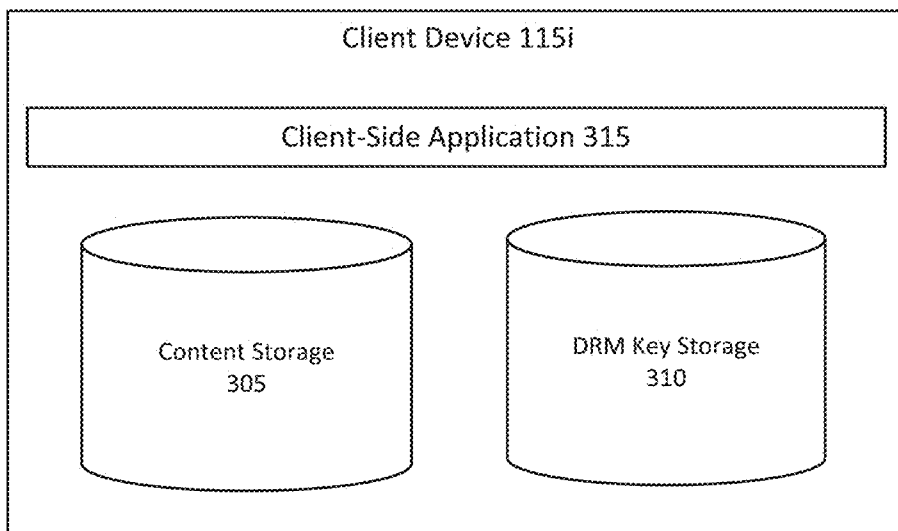 Client Device 115i
Client-Side Application 315
Content Storage
305
DRM Key Storage
310